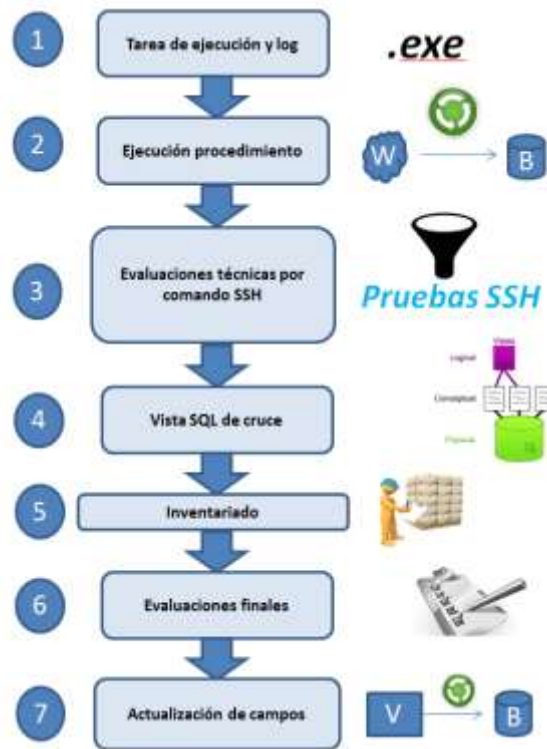 1
Tarea de ejecución y log
.exe
2
Ejecución procedimiento
W
B
3
Evaluaciones técnicas por
comando SSH
Pruebas SSH
4
Vista SQL de cruce
Conceptual
5
Inventariado
6
Evaluaciones finales
7
Actualización de campos
V
B